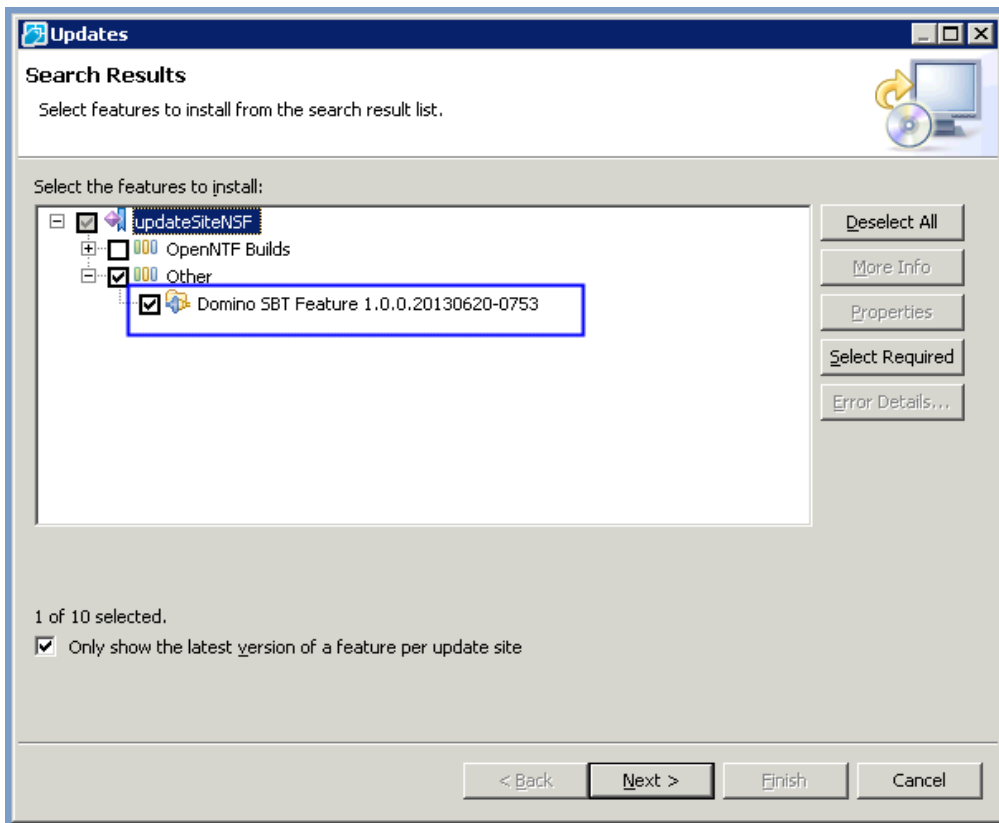 Updates
Search Results
Select features to install from the search result list.
Select the features to install:
updateSiteNSF
OpenNTF Builds
Other
Domino SBT Feature 1.0.0.20130620-0753
Deselect All
More Info
Properties
Select Required
Error Details...
1 of 10 selected.
Only show the latest version of a feature per update site
< Back
Next >
Finish
Cancel